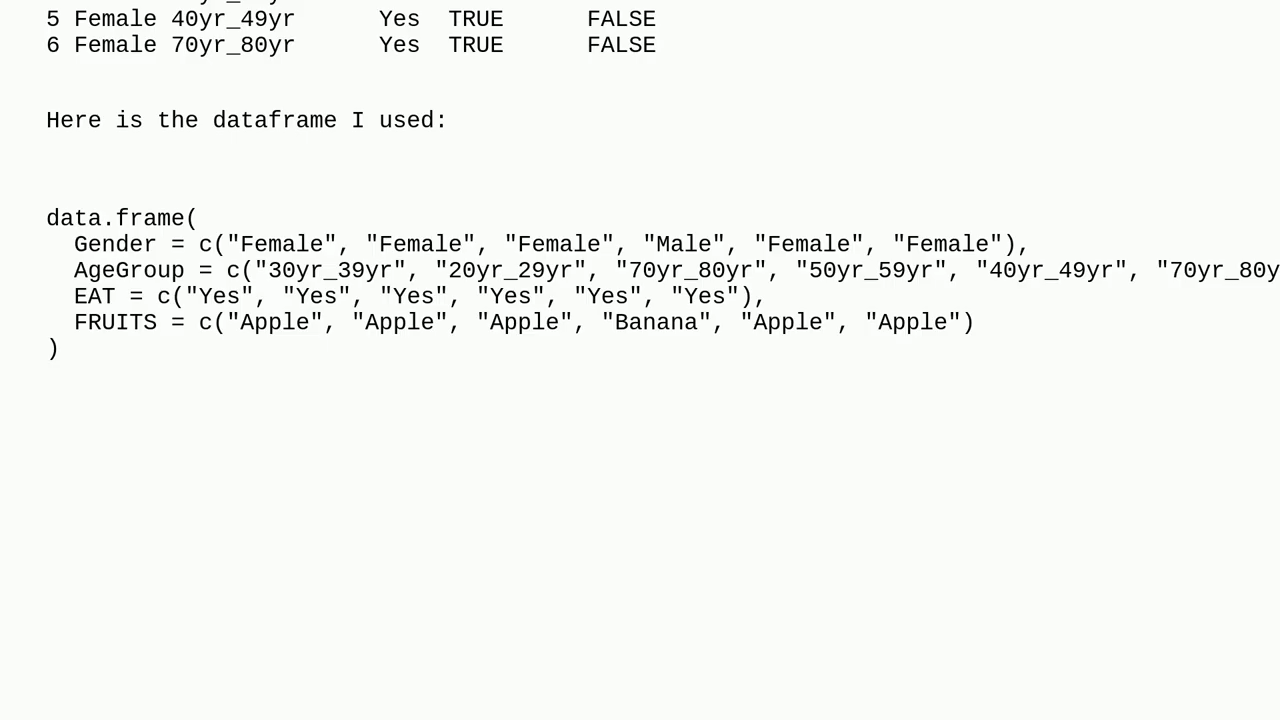 5 Female 40yr_49yr      Yes  TRUE      FALSE
6 Female 70yr_80yr      Yes  TRUE      FALSE
Here is the dataframe I used:
data.frame(
  Gender = c("Female", "Female", "Female", "Male", "Female", "Female"),
  AgeGroup = c("30yr_39yr", "20yr_29yr", "70yr_80yr", "50yr_59yr", "40yr_49yr", "70yr_80y
  EAT = c("Yes", "Yes", "Yes", "Yes", "Yes", "Yes"),
  FRUITS = c("Apple", "Apple", "Apple", "Banana", "Apple", "Apple")
)